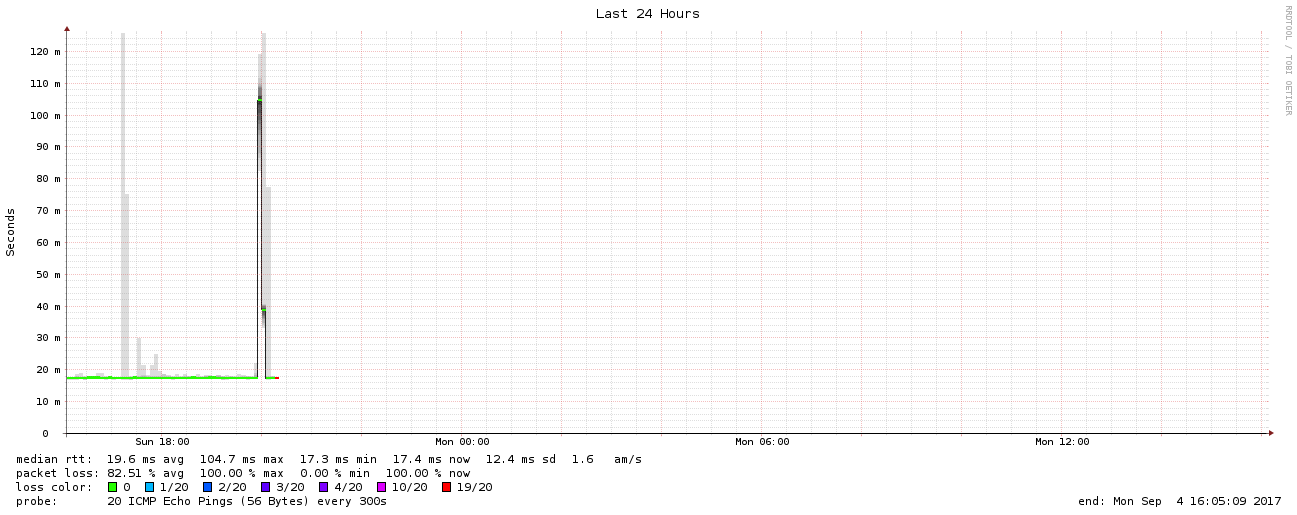 Last 24 Hours
RRDTOOL / TOBI OETIKER
Seconds
120 m
110 m
100 m
90 m
80 m
70 m
60 m
50 m
40 m
30 m
20 m
10 m
0
Sun 18:00 Mon 00:00 Mon 06:00 Mon 12:00
median rtt: 19.6 ms avg 104.7 ms max 17.3 ms min 17.4 ms now 12.4 ms sd 1.6 am/s
packet loss: 82.51 % avg 100.00 % max 0.00 % min 100.00 % now
loss color: 0 1/20 2/20 3/20 4/20 10/20 19/20
probe: 20 ICMP Echo Pings (56 Bytes) every 300s end: Mon Sep 4 16:05:09 2017